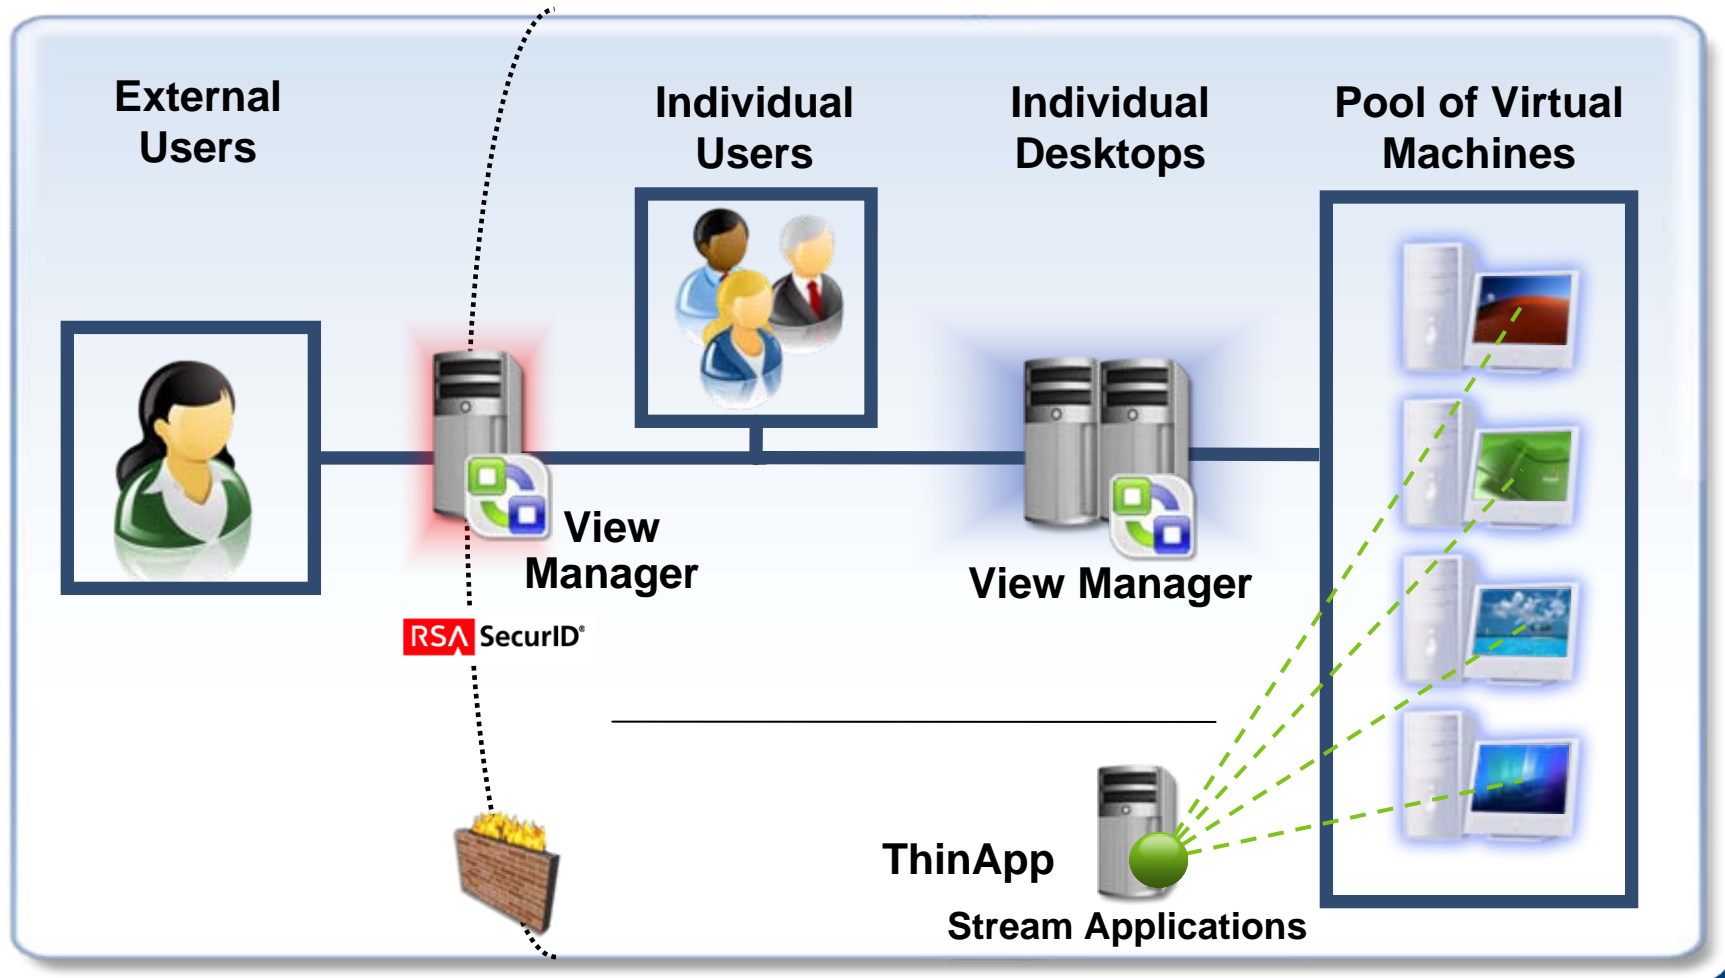 External
Users
Individual
Users
Individual
Desktops
Pool of Virtual
Machines
View
Manager
View Manager
RSA SecurID®
ThinApp
Stream Applications